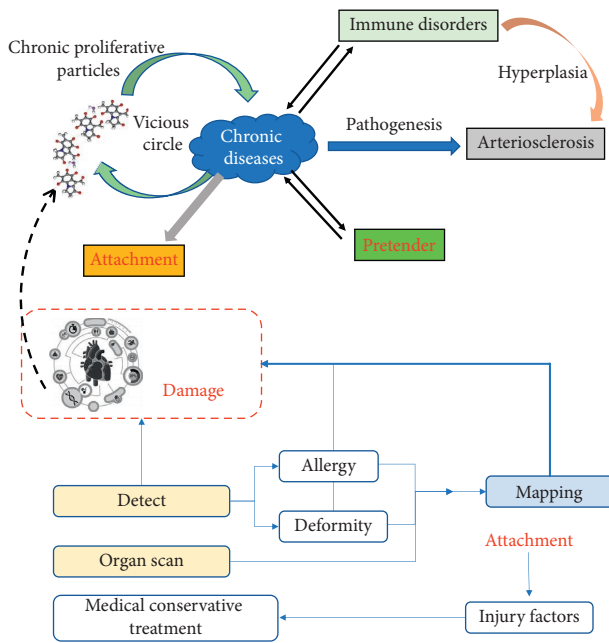 Chronic proliferative
particles
Immune disorders
Hyperplasia
Vicious
circle
Chronic
diseases
Pathogenesis
Arteriosclerosis
Attachment
Pretender
Damage
Allergy
Detect
Mapping
Deformity
Attachment
Organ scan
Medical conservative
treatment
Injury factors